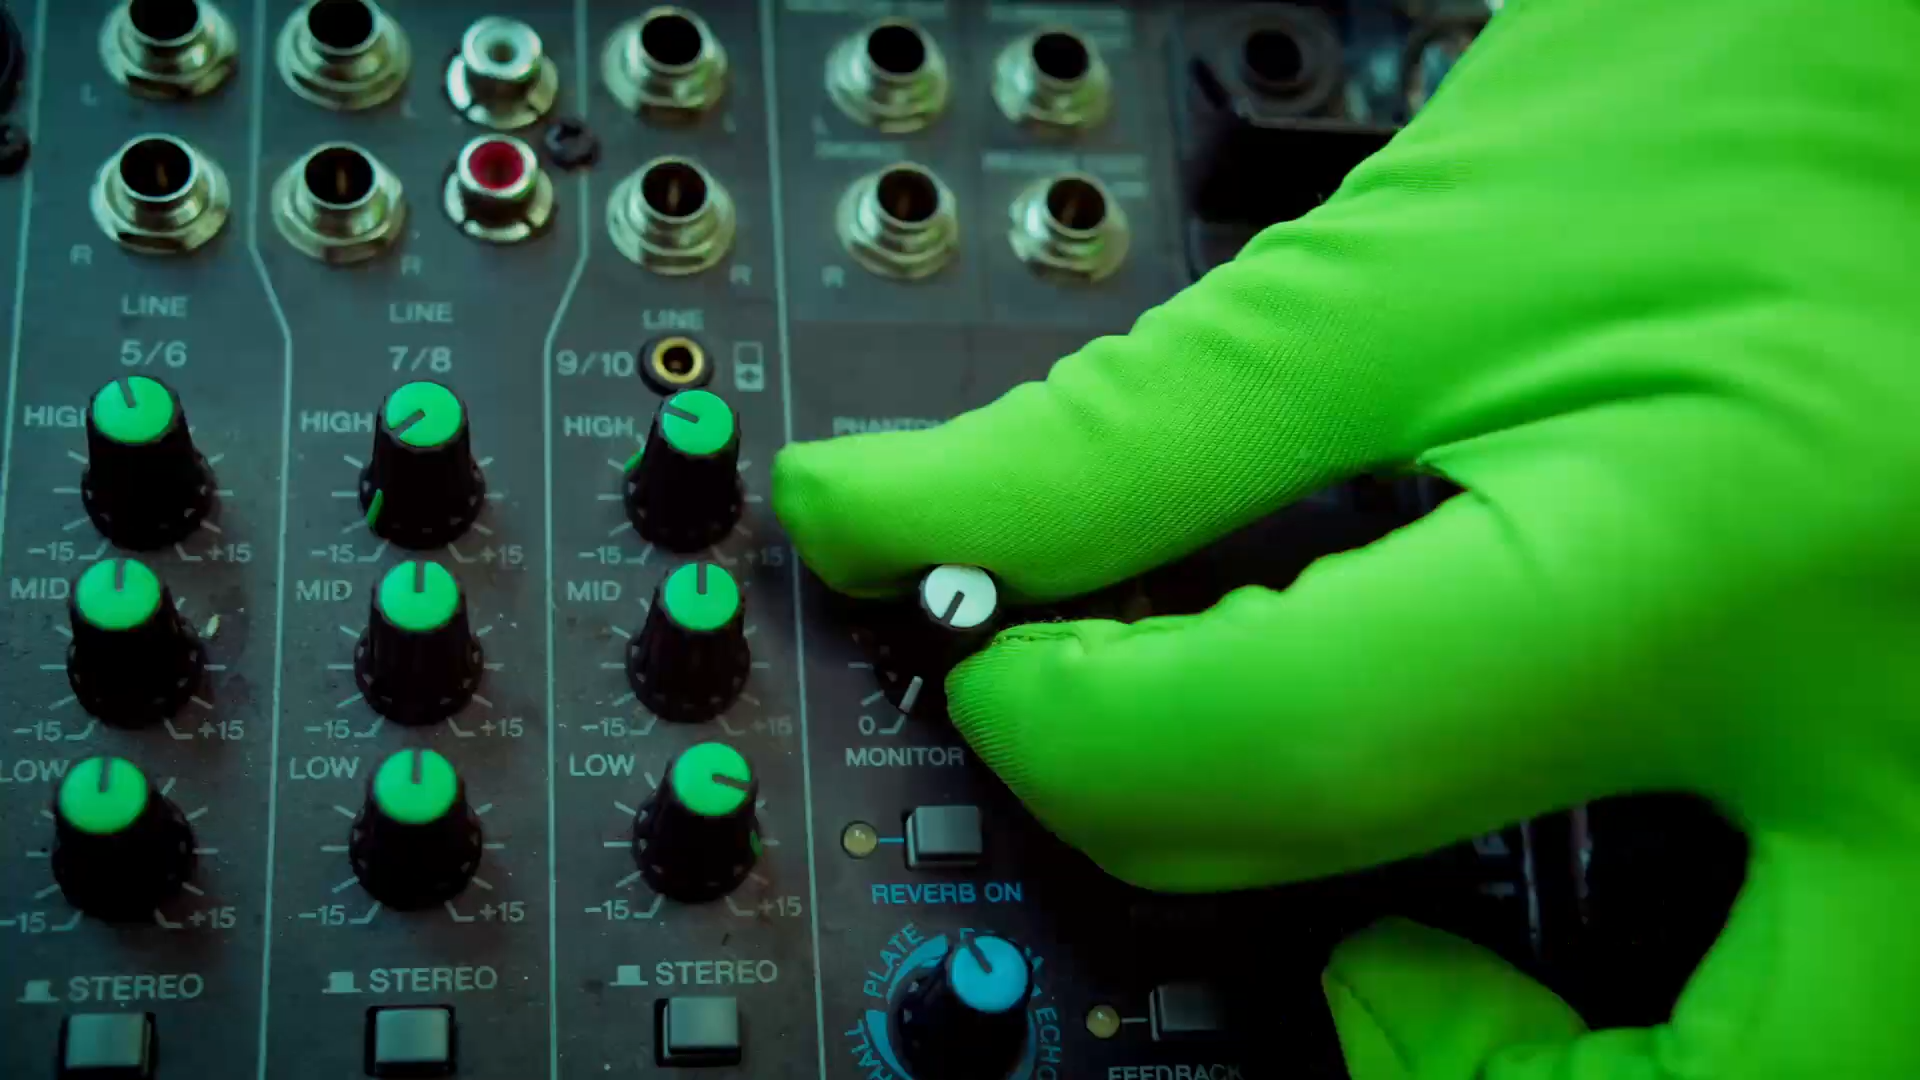 L
L
R
R
R
R
LINE
LINE
LINE
5/6
7/8
9/10
HIGH
HIGH
HIGH
PHANTOM
-15
+15
-15
+15
-15
+15
MID
MID
MID
-15
+15
-15
+15
-15
+15
0
MONITOR
LOW
LOW
LOW
REVERB ON
-15
+15
-15
+15
-15
+15
PLATE
HALL
ECHO
STEREO
STEREO
STEREO
FEEDBACK